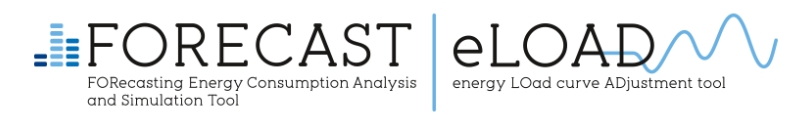 FORECAST
FORecasting Energy Consumption Analysis
and Simulation Tool
eLOAD
energy LOad curve ADjustment tool